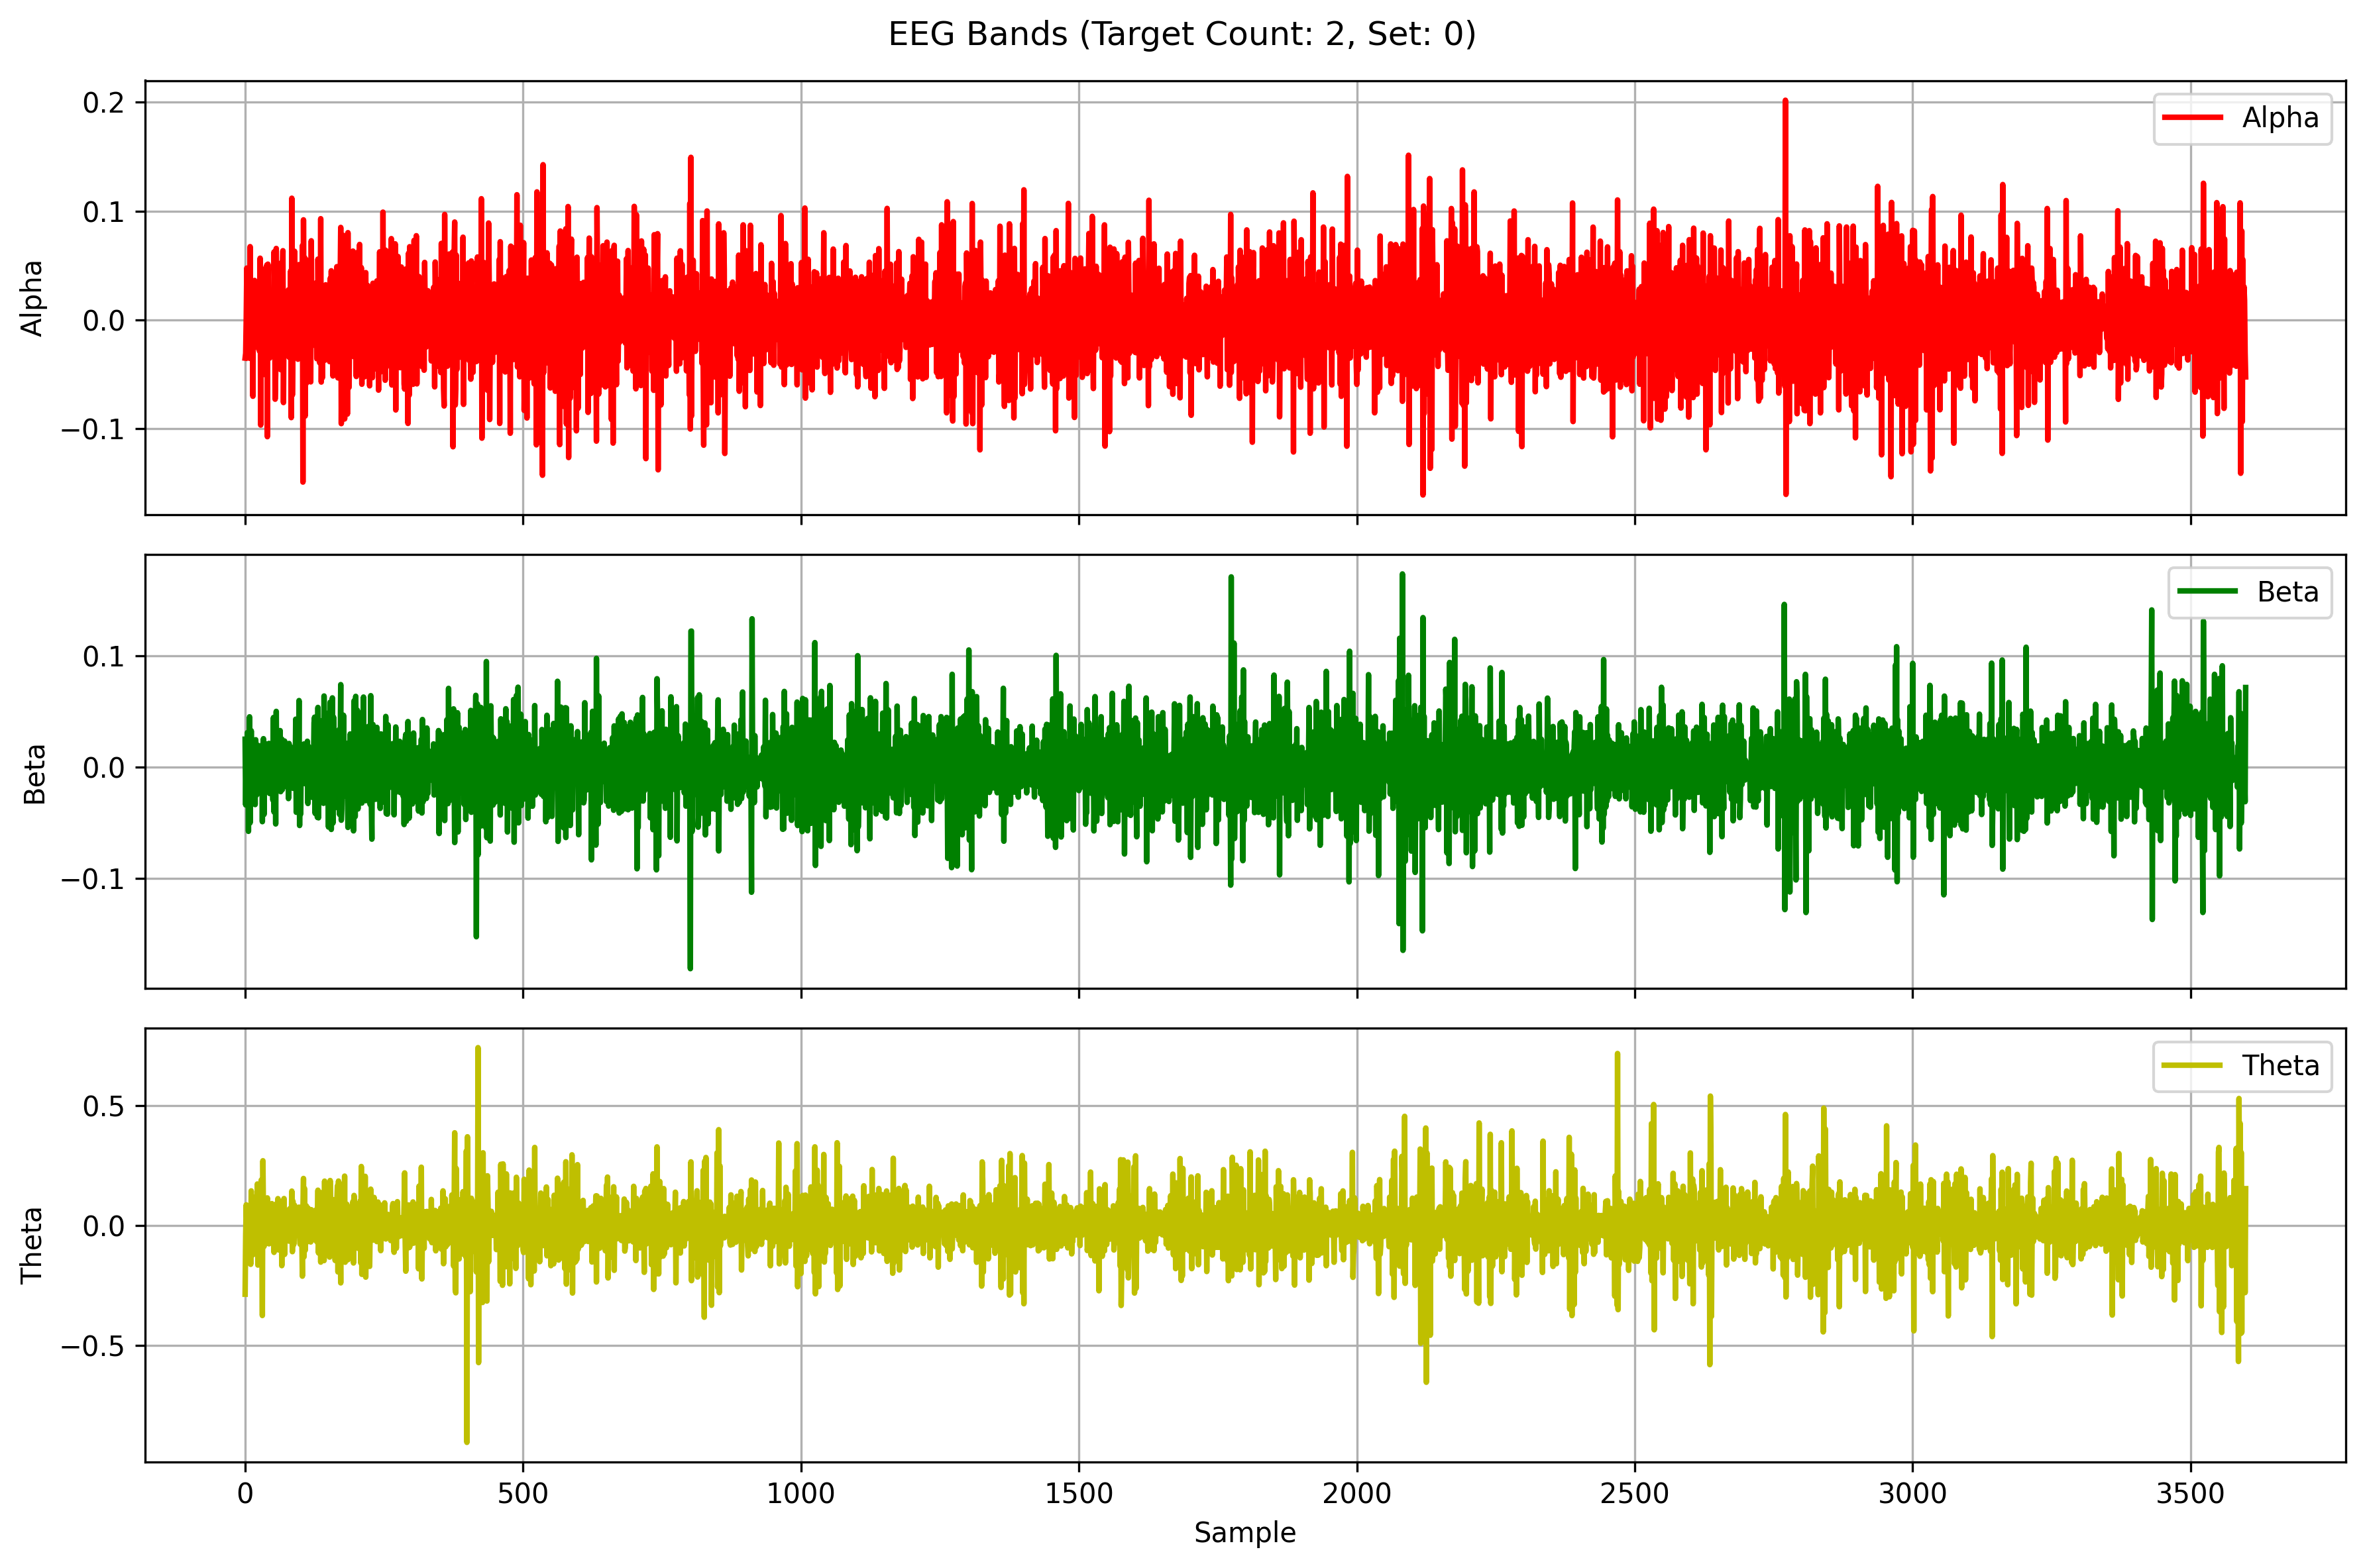 EEG Bands (Target Count: 2, Set: 0)
0.2
0.1
0.0
−0.1
Alpha
Alpha
0.1
0.0
−0.1
Beta
Beta
0.5
0.0
−0.5
Theta
Theta
0 500 1000 1500 2000 2500 3000 3500
Sample